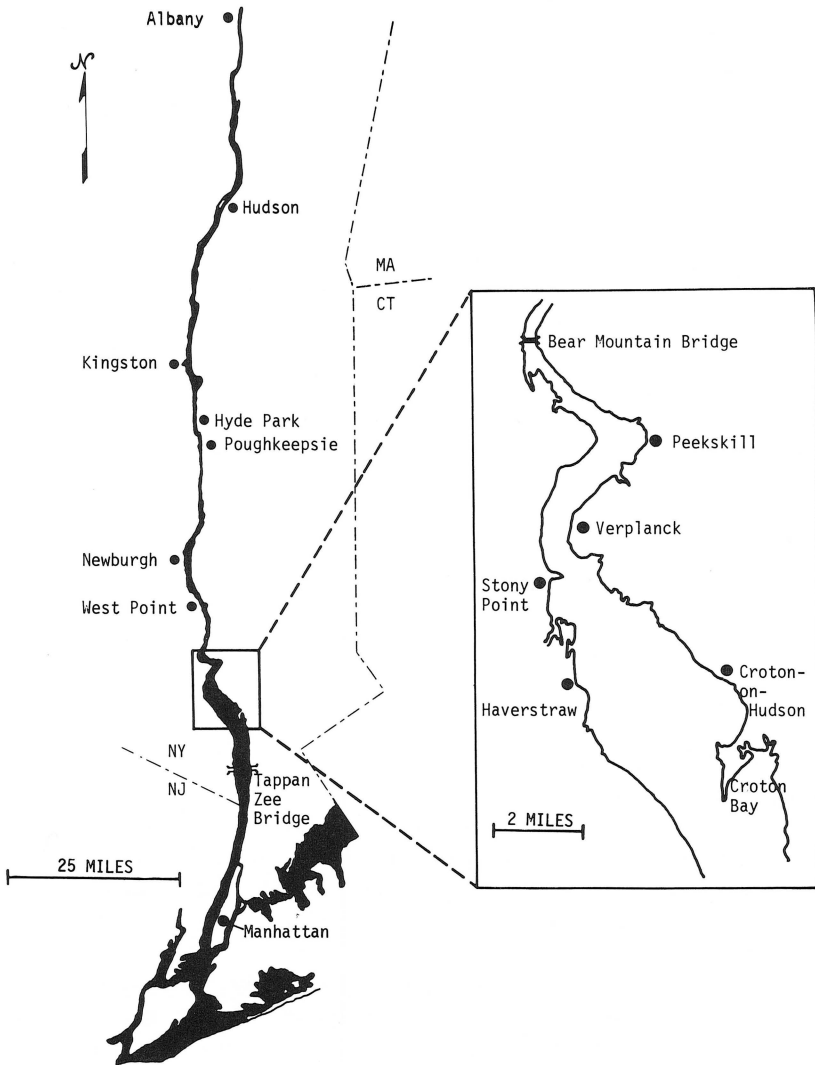 Albany
N
Hudson
MA
CT
Kingston
Hyde Park
Poughkeepsie
Newburgh
West Point
NY
NJ
Tappan
Zee
Bridge
25 MILES
Manhattan
Bear Mountain Bridge
Peekskill
Verplanck
Stony
Point
Croton-
on-
Hudson
Haverstraw
Croton
Bay
2 MILES